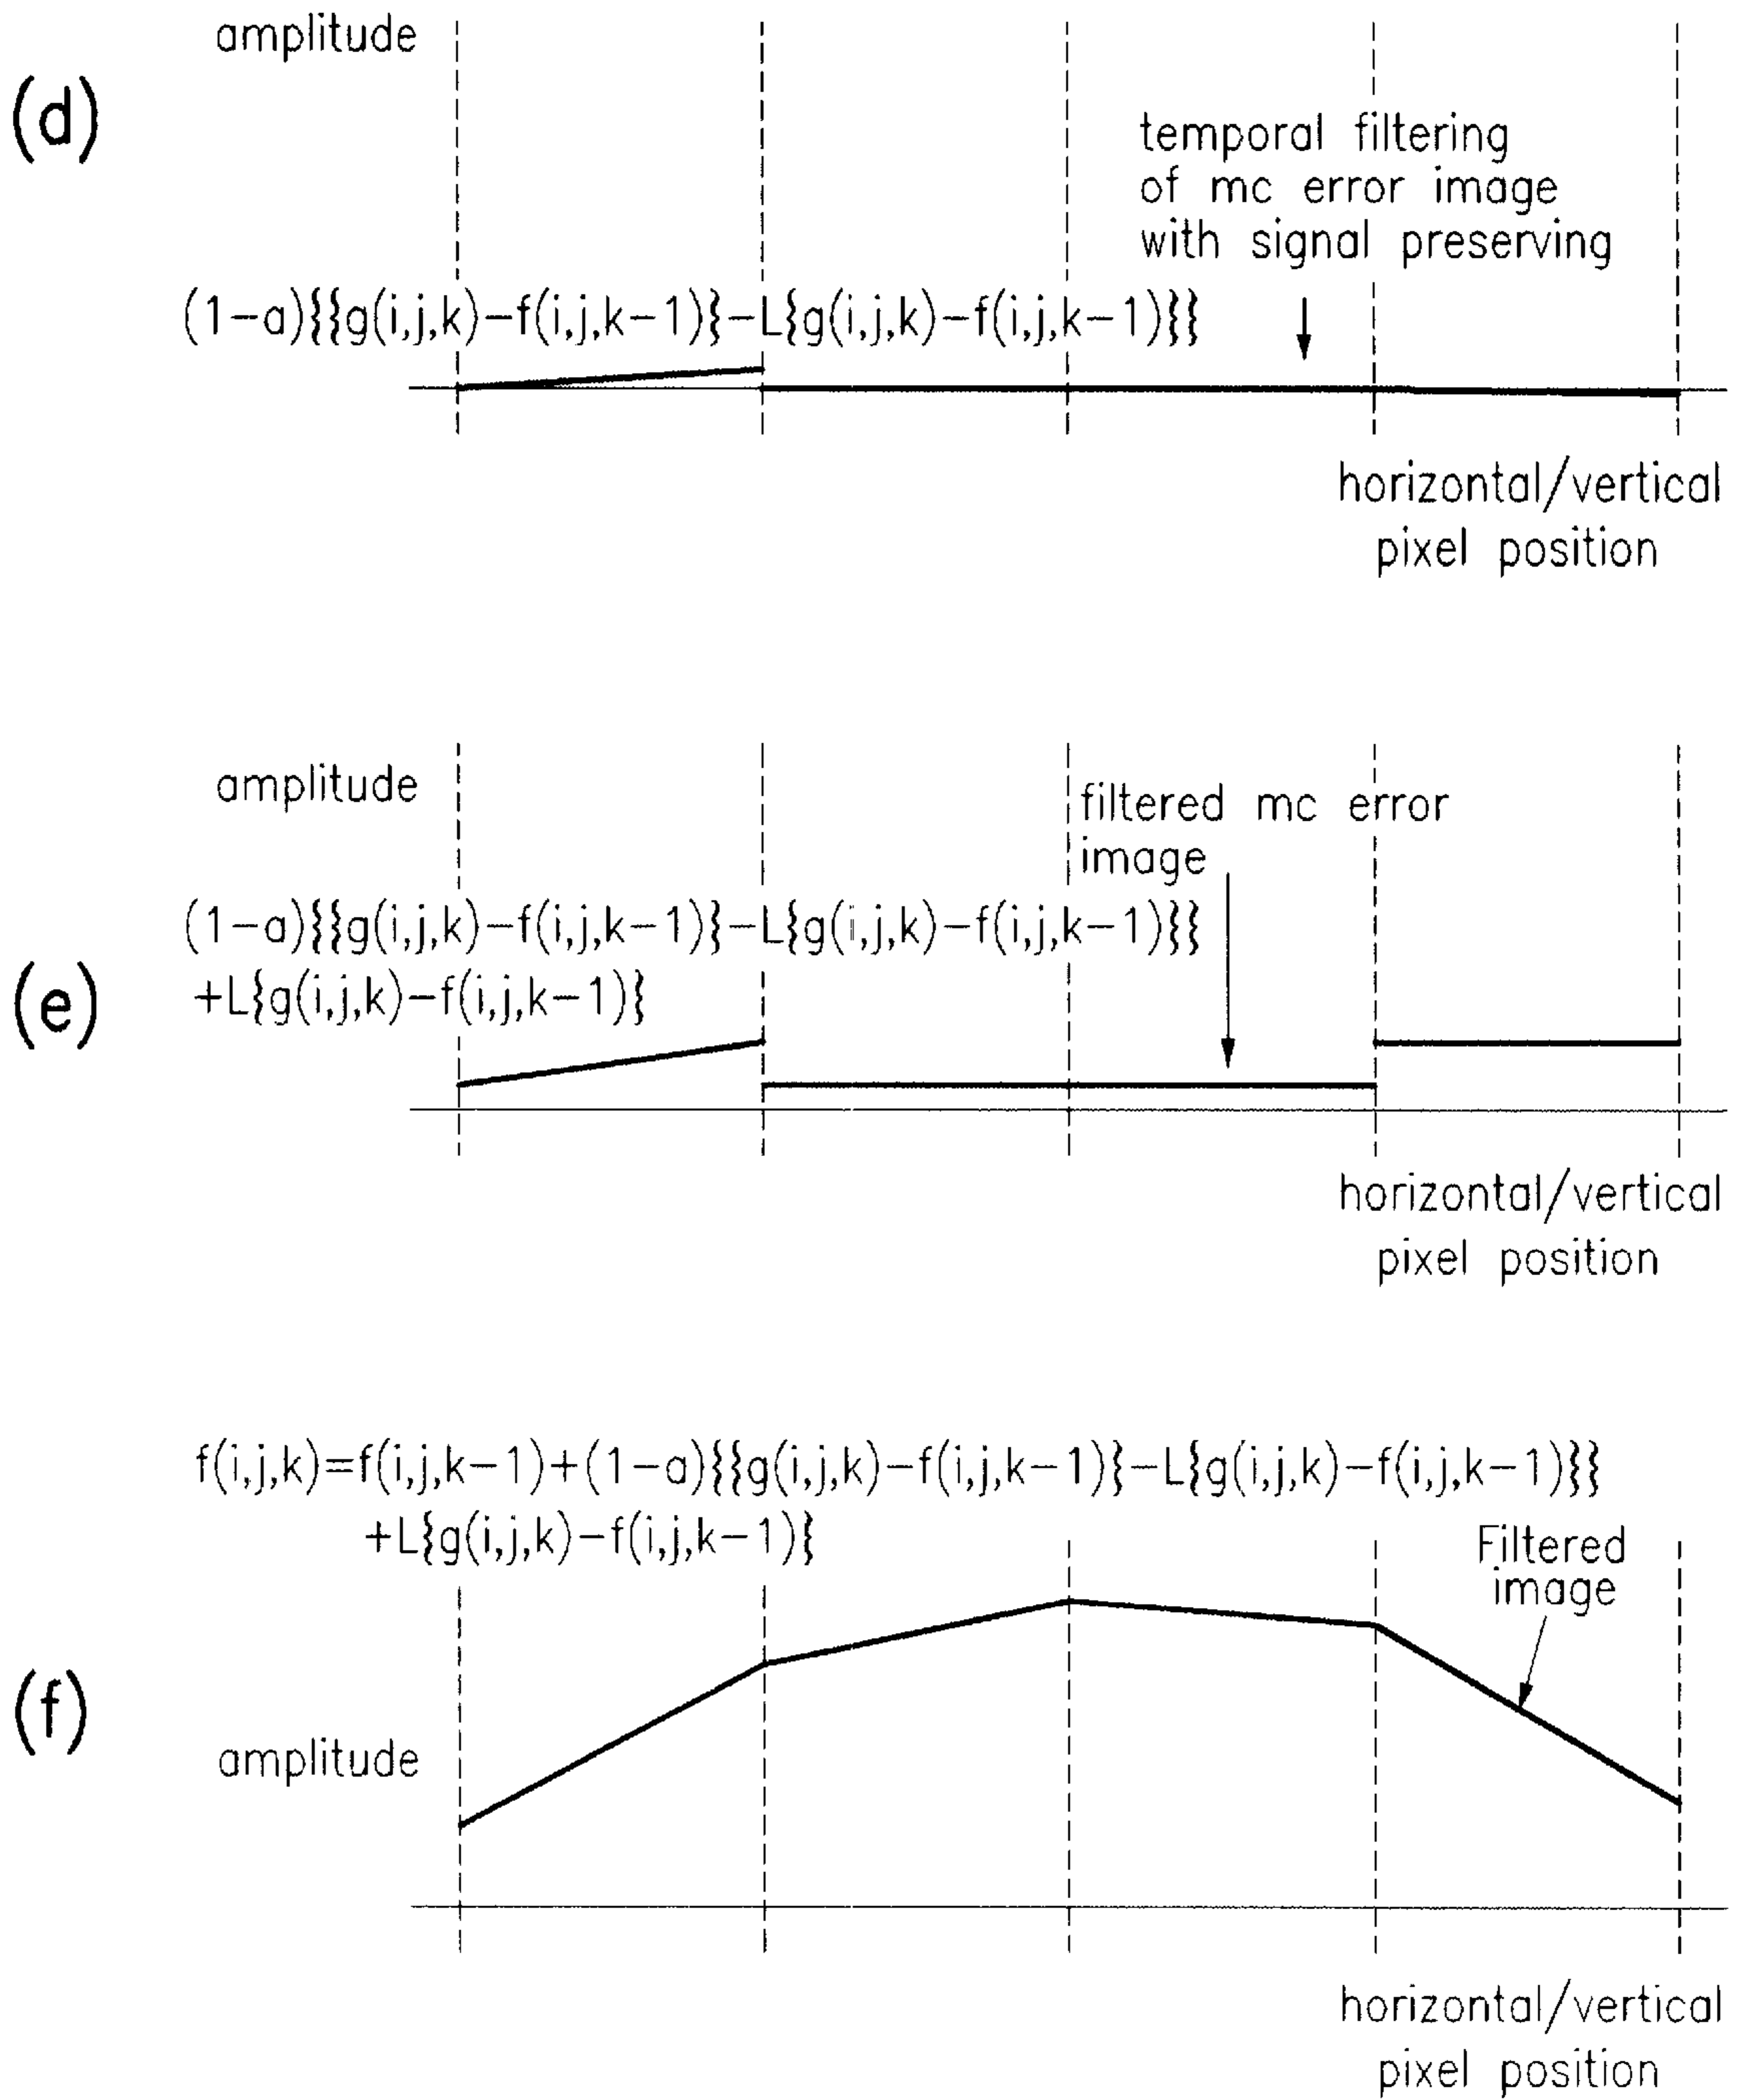 (d)
amplitude
temporal filtering
of mc error image
with signal preserving
(1-a){{g(i,j,k)-f(i,j,k-1){-L{g(i,j,k)-f(i,j,k-1){{
horizontal/vertical
pixel position
(e)
amplitude
filtered mc error
image
(1-a){{g(i,j,k)-f(i,j,k-1){-L{g(i,j,k)-f(i,j,k-1){{
+L{g(i,j,k)-f(i,j,k-1){
horizontal/vertical
pixel position
(f)
f(i,j,k)=f(i,j,k-1)+(1-a){{g(i,j,k)-f(i,j,k-1){-L{g(i,j,k)-f(i,j,k-1){{
+L{g(i,j,k)-f(i,j,k-1){
Filtered
image
amplitude
horizontal/vertical
pixel position